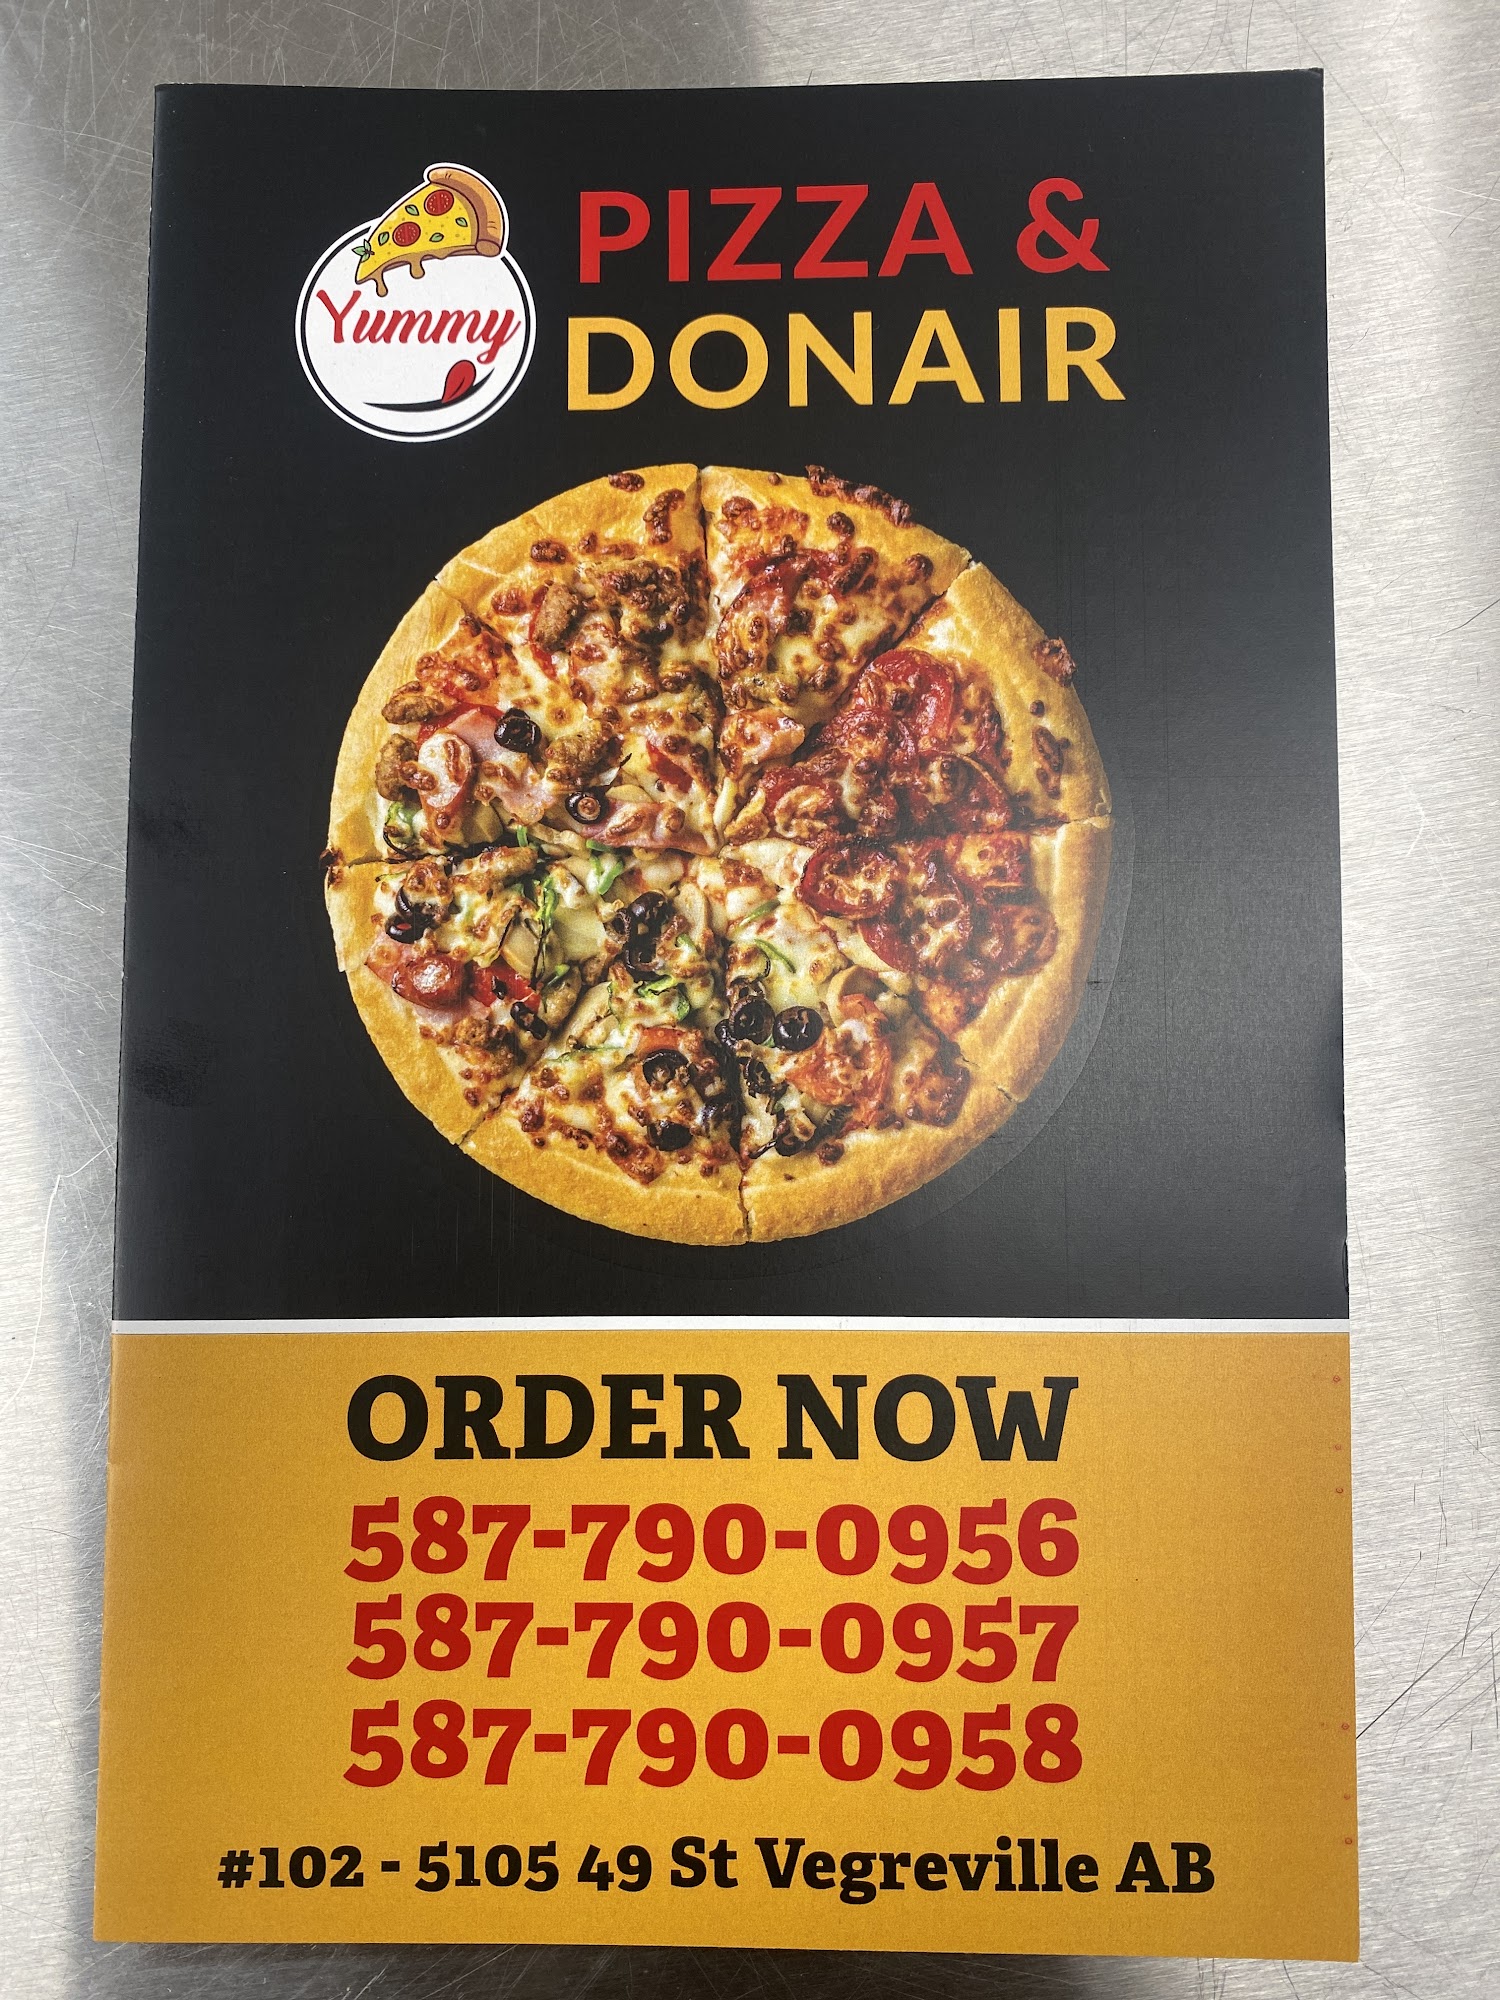 Yummy
PIZZA &
DONAIR
ORDER NOW
587-790-0956
587-790-0957
587-790-0958
#102 - 5105 49 St Vegreville AB